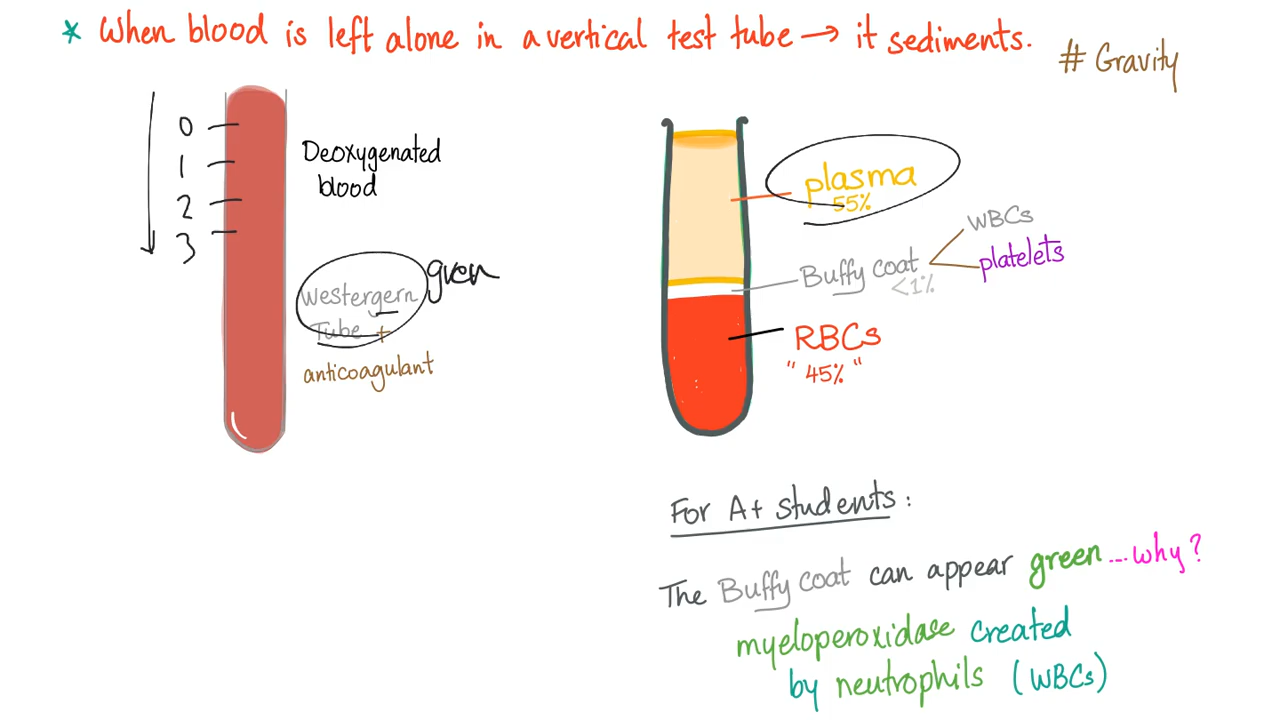 * When blood is left alone in a vertical test tube → it sediments.
# Gravity
0
1
2
3
Deoxygenated
blood
Westergern
gren
Tube +
anticoagulant
plasma
55%
Buffy coat
<1%
WBCs
platelets
RBCs
"45%"
For A+ students:
The Buffy coat can appear green...why?
myeloperoxidase created
by neutrophils (WBCs)